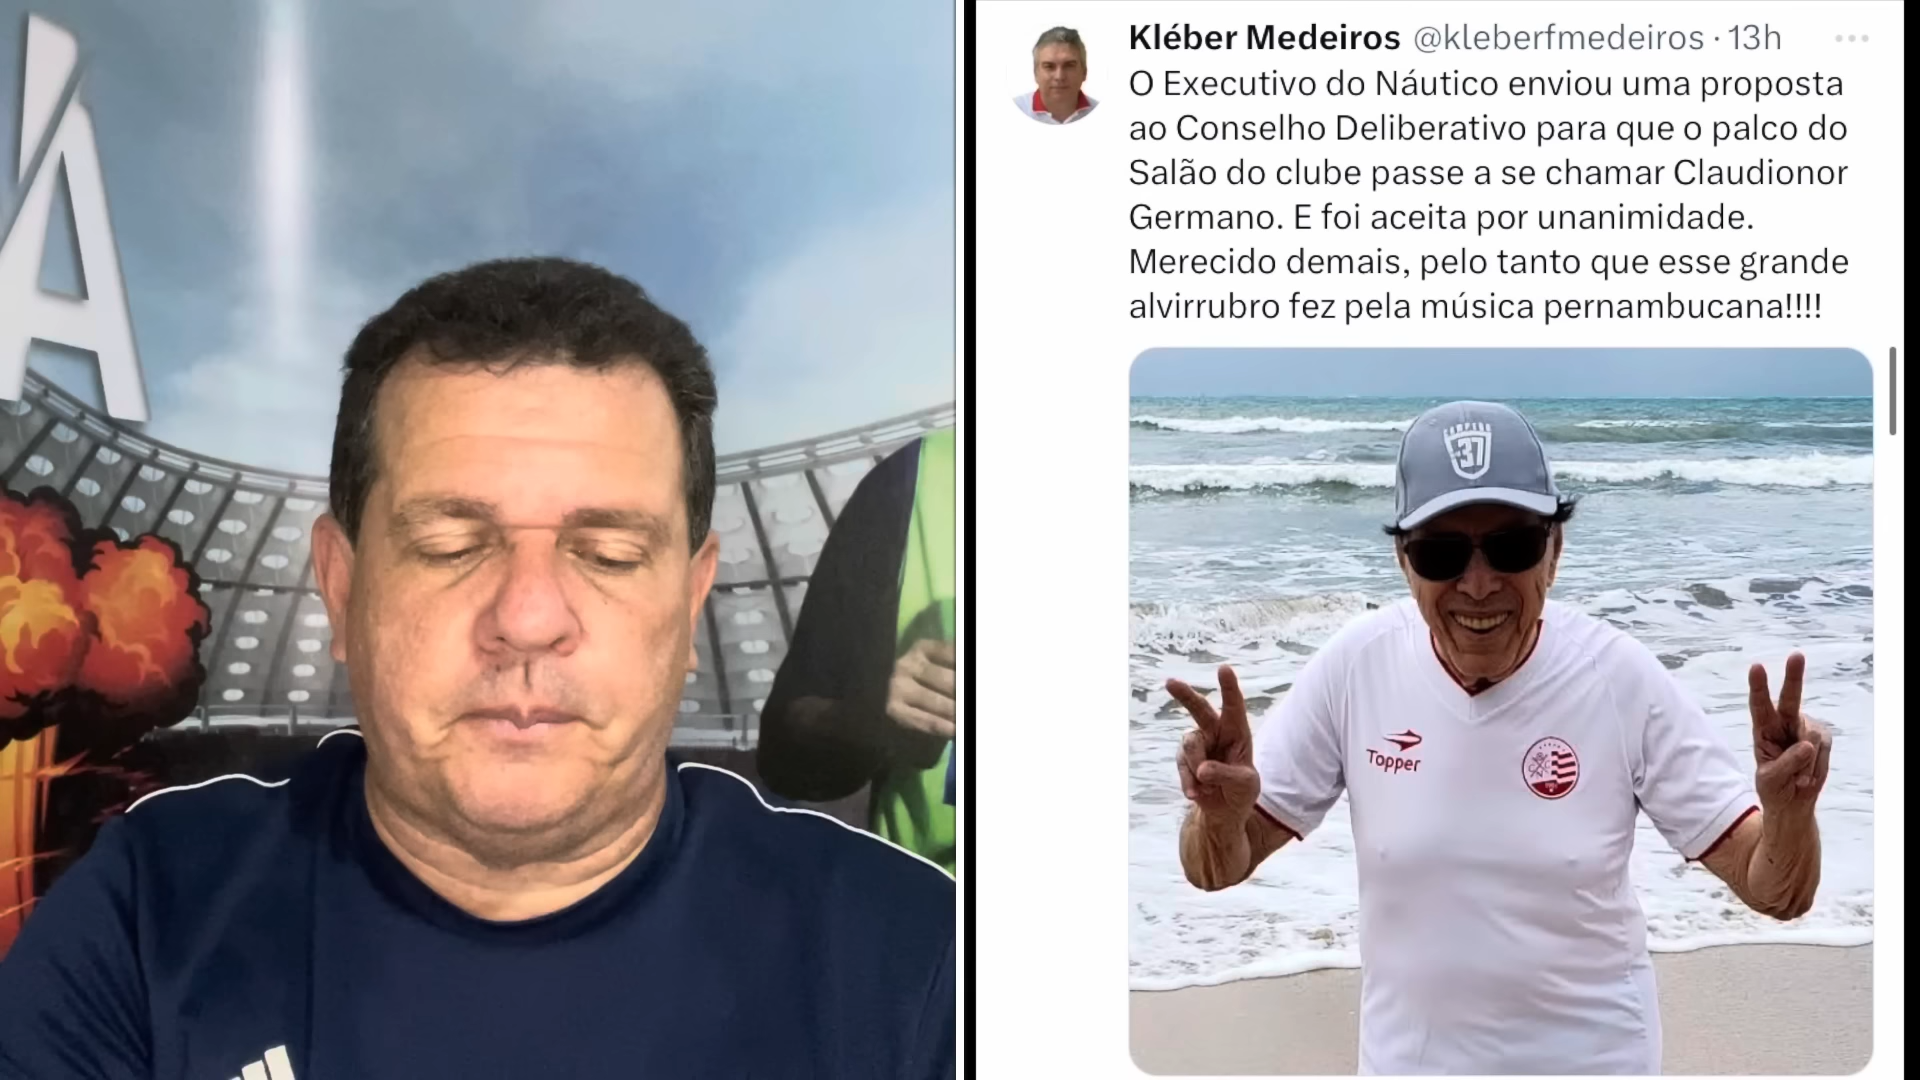 A
Kléber Medeiros @kleberfmedeiros · 13h
O Executivo do Náutico enviou uma proposta
ao Conselho Deliberativo para que o palco do
Salão do clube passe a se chamar Claudionor
Germano. E foi aceita por unanimidade.
Merecido demais, pelo tanto que esse grande
alvirrubro fez pela música pernambucana!!!!
CAMPEÃO
37
Topper